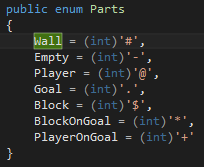 public enum Parts
{
Wall = (int)'#',
Empty = (int)'-',
Player = (int)'@',
Goal = (int)'.',
Block = (int)'$',
BlockOnGoal = (int)'*',
PlayerOnGoal = (int)'+'
}